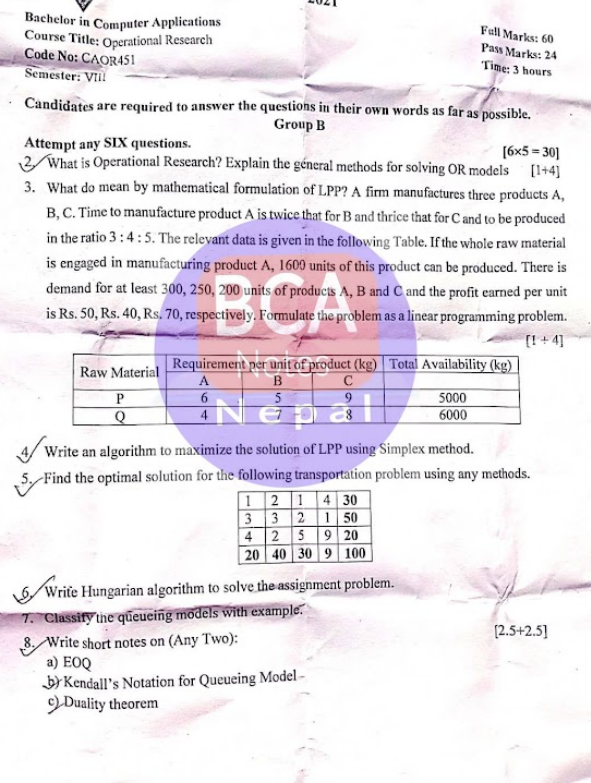 2021
Bachelor in Computer Applications
Course Title: Operational Research
Code No: CAOR451
Semester: VIII
Full Marks: 60
Pass Marks: 24
Time: 3 hours
Candidates are required to answer the questions in their own words as far as possible.
Group B
Attempt any SIX questions. [6×5 = 30]
2. What is Operational Research? Explain the general methods for solving OR models [1+4]
3. What do mean by mathematical formulation of LPP? A firm manufactures three products A,
B, C. Time to manufacture product A is twice that for B and thrice that for C and to be produced
in the ratio 3 : 4 : 5. The relevant data is given in the following Table. If the whole raw material
is engaged in manufacturing product A, 1600 units of this product can be produced. There is
demand for at least 300, 250, 200 units of products A, B and C and the profit earned per unit
is Rs. 50, Rs. 40, Rs. 70, respectively. Formulate the problem as a linear programming problem.
[1 + 4]
Raw Material Requirement per unit of product (kg) Total Availability (kg)
A B C
P 6 5 9 5000
Q 4 7 8 6000
BCA
Notes
Nepal
4. Write an algorithm to maximize the solution of LPP using Simplex method.
5. Find the optimal solution for the following transportation problem using any methods.
1 2 1 4 30
3 3 2 1 50
4 2 5 9 20
20 40 30 9 100
6. Write Hungarian algorithm to solve the assignment problem.
7. Classify the queueing models with example.
8. Write short notes on (Any Two): [2.5+2.5]
a) EOQ
b) Kendall's Notation for Queueing Model
c) Duality theorem